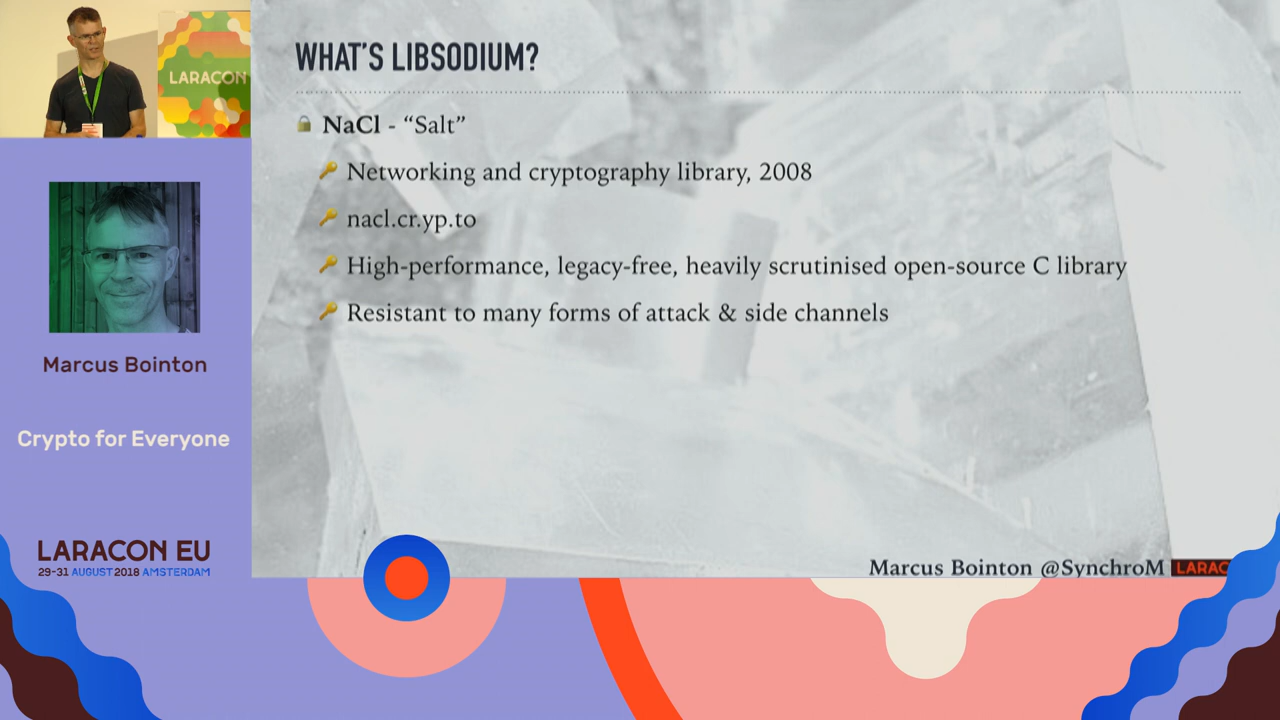 LARACON
WHAT'S LIBSODIUM?
NaCl - “Salt”
Networking and cryptography library, 2008
nacl.cr.yp.to
High-performance, legacy-free, heavily scrutinised open-source C library
Resistant to many forms of attack & side channels
Marcus Bointon @SynchroM LARAC
Marcus Bointon
Crypto for Everyone
LARACON EU
29-31 AUGUST 2018 AMSTERDAM